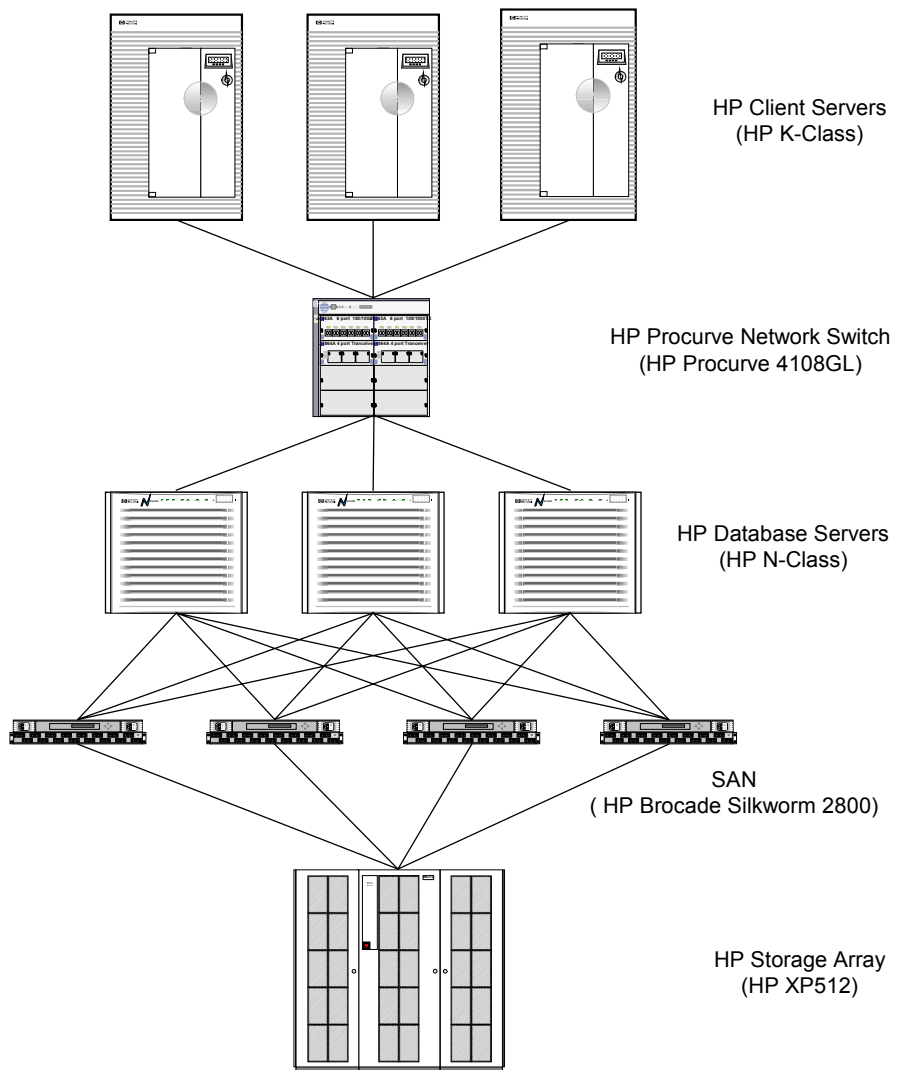 HP Client Servers
(HP K-Class)
HP Procurve Network Switch
(HP Procurve 4108GL)
HP Database Servers
(HP N-Class)
SAN
( HP Brocade Silkworm 2800)
HP Storage Array
(HP XP512)